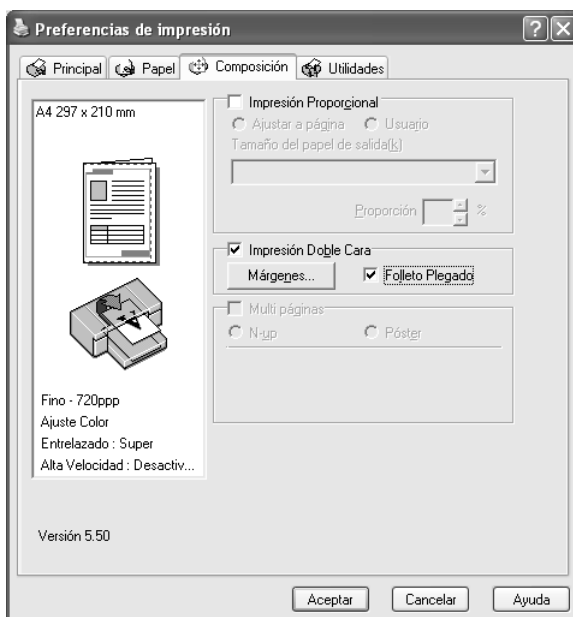 Preferencias de impresión
Principal Papel Composición Utilidades
A4 297 x 210 mm
Fino - 720ppp
Ajuste Color
Entrelazado : Super
Alta Velocidad : Desactiv...
Versión 5.50
Impresión Proporcional
Ajustar a página Usuario
Tamaño del papel de salida(k)
Proporción %
Impresión Doble Cara
Márgenes... Folleto Plegado
Multi páginas
N-up Póster
Aceptar Cancelar Ayuda